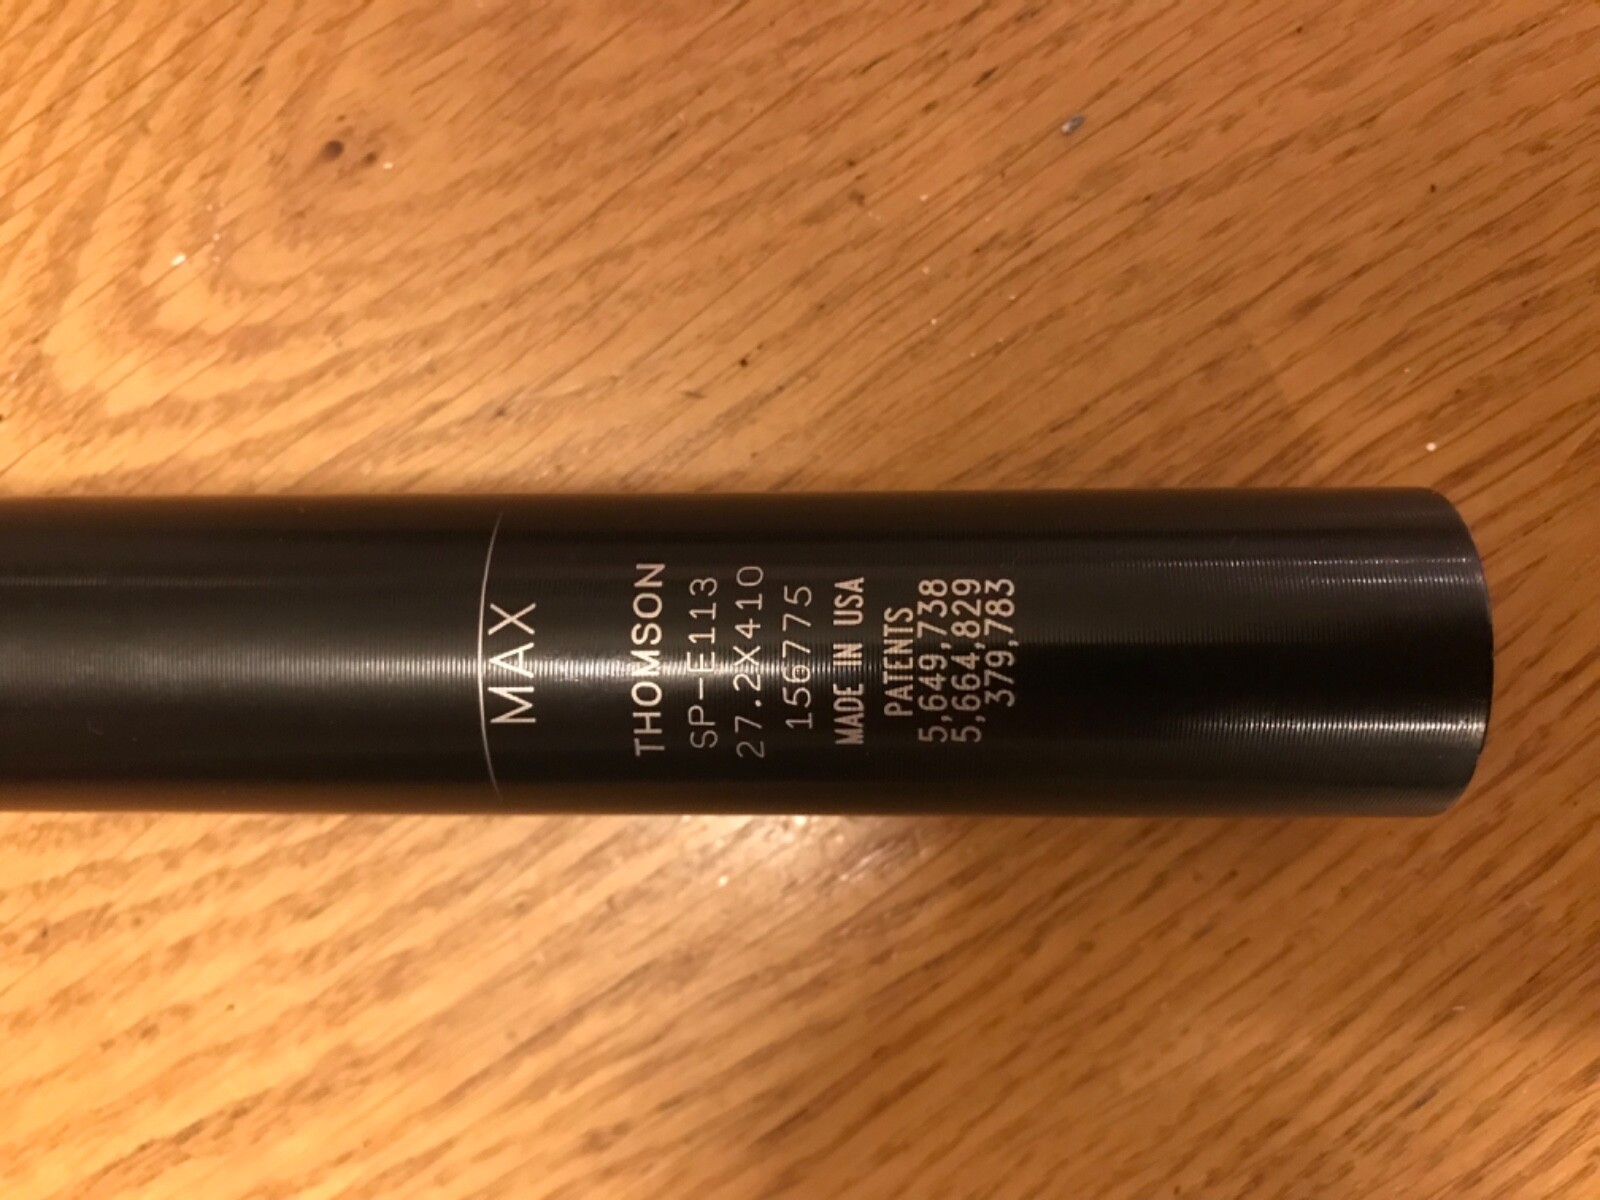 MAX
THOMSON
SP-E113
27.2X410
156775
MADE IN USA
PATENTS
5,649,738
5,664,829
379,783